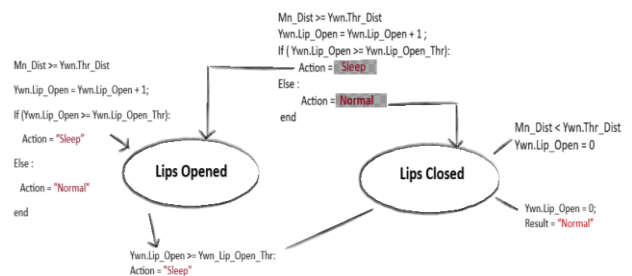 Mn_Dist >= Ywn.Thr_Dist
Ywn.Lip_Open = Ywn.Lip_Open + 1 ;
If ( Ywn.Lip_Open >= Ywn.Lip_Open_Thr):
Action = Sleep
Else :
Action = Normal
end
Mn_Dist >= Ywn.Thr_Dist
Ywn.Lip_Open = Ywn.Lip_Open + 1;
If (Ywn.Lip_Open >= Ywn.Lip_Open_Thr):
Action = "Sleep"
Else :
Action = "Normal"
end
Lips Opened
Lips Closed
Mn_Dist < Ywn.Thr_Dist
Ywn.Lip_Open = 0
Ywn.Lip_Open = 0;
Result = "Normal"
Ywn.Lip_Open >= Ywn_Lip_Open_Thr:
Action = "Sleep"